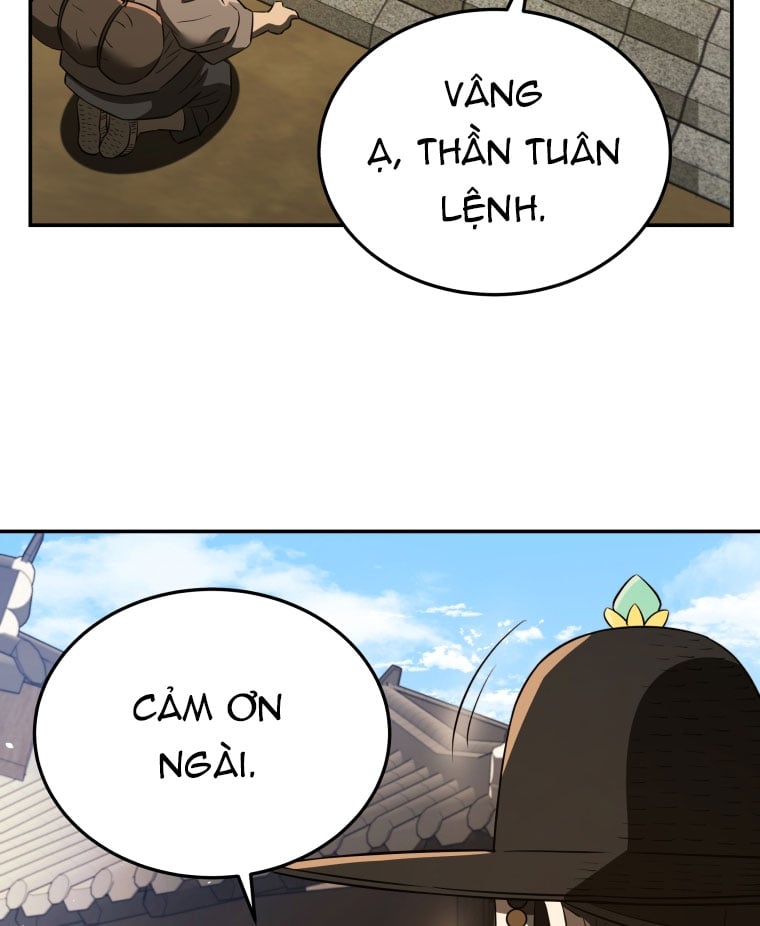 VÂNG
Ạ, THẦN TUÂN
LỆNH.
CẢM ƠN
NGÀI.